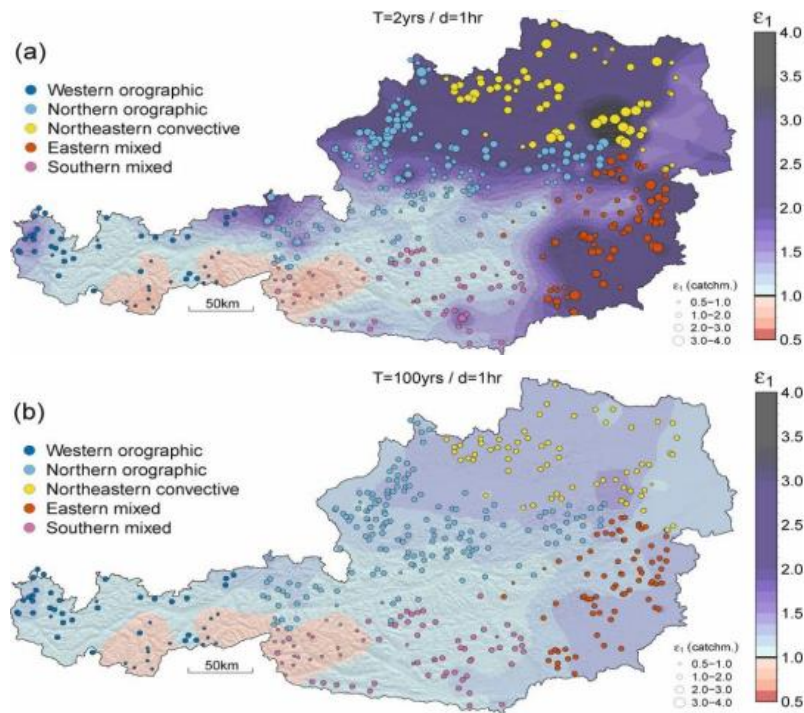 T=2yrs / d=1hr
(a)
Western orographic
Northern orographic
Northeastern convective
Eastern mixed
Southern mixed
50km
ε1 (catchm.)
0.5–1.0
1.0–2.0
2.0–3.0
3.0–4.0
ε1
4.0
3.0
2.5
2.0
1.5
1.0
0.5
T=100yrs / d=1hr
(b)
Western orographic
Northern orographic
Northeastern convective
Eastern mixed
Southern mixed
50km
ε1 (catchm.)
0.5–1.0
1.0–2.0
2.0–3.0
3.0–4.0
ε1
4.0
3.0
2.5
2.0
1.5
1.0
0.5